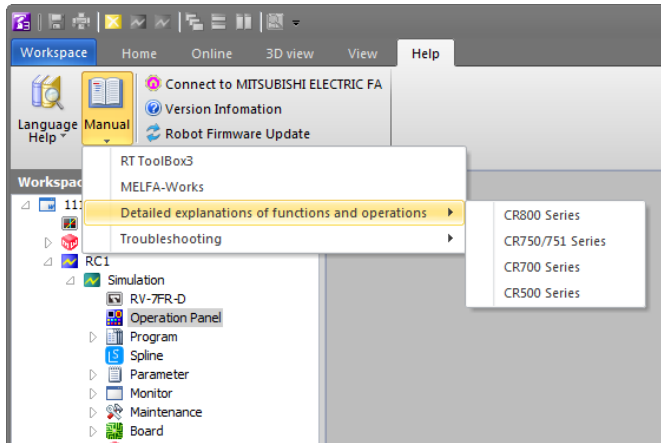 Workspace Home Online 3D view View Help
Language Help
Manual
Connect to MITSUBISHI ELECTRIC FA
Version Infomation
Robot Firmware Update
RT ToolBox3
MELFA-Works
Detailed explanations of functions and operations
Troubleshooting
CR800 Series
CR750/751 Series
CR700 Series
CR500 Series
RC1
Simulation
RV-7FR-D
Operation Panel
Program
Spline
Parameter
Monitor
Maintenance
Board